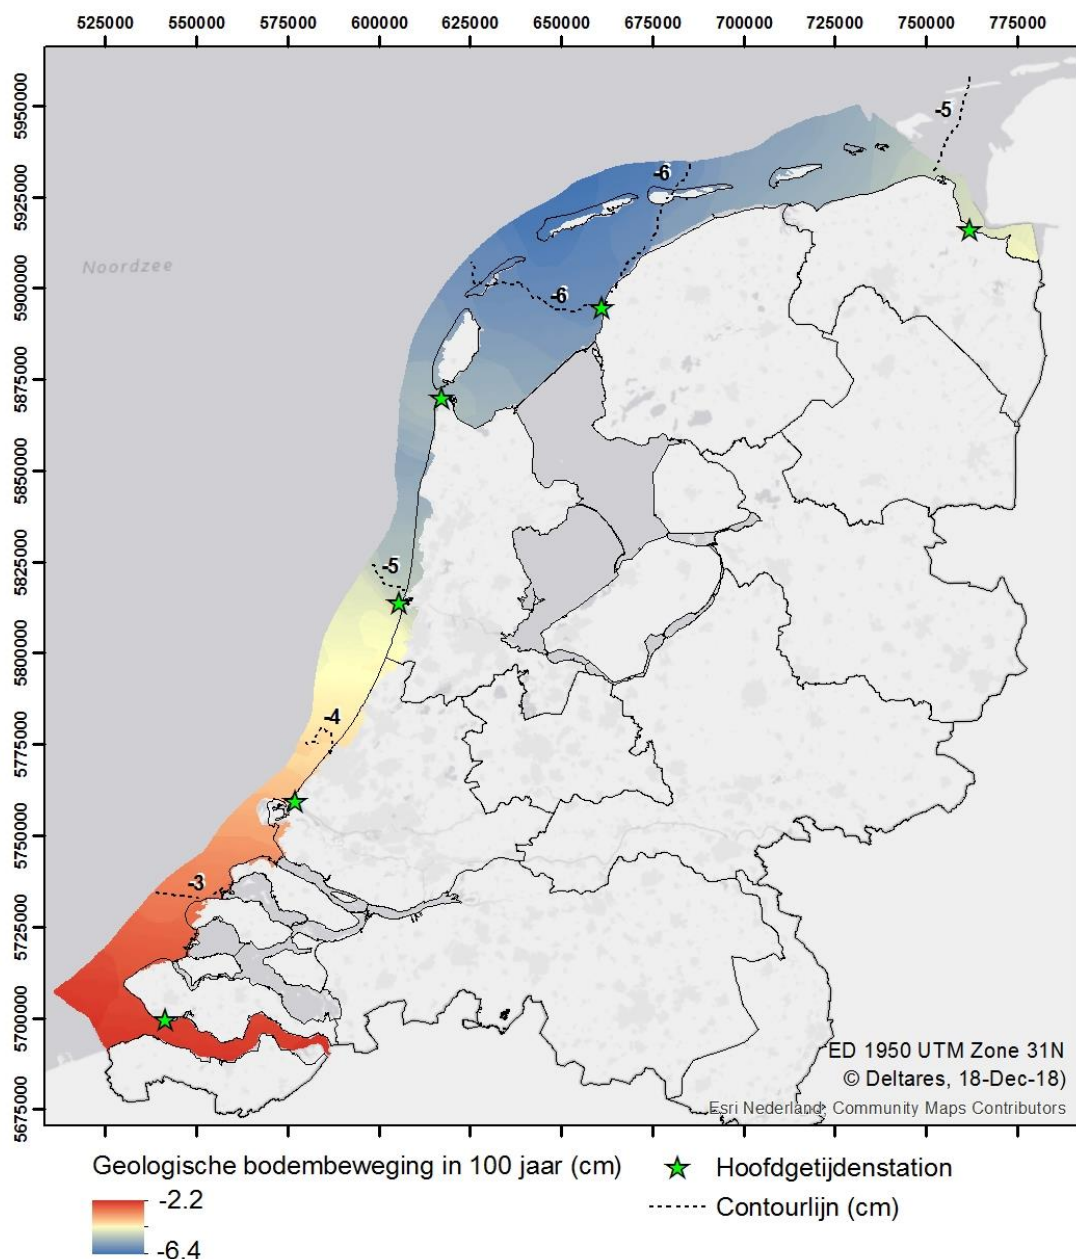 525000 550000 575000 600000 625000 650000 675000 700000 725000 750000 775000
5950000
5925000
5900000
5875000
5850000
5825000
5800000
5775000
5750000
5725000
5700000
5675000
-5
-6
Noordzee
-6
-5
-4
-3
ED 1950 UTM Zone 31N
© Deltares, 18-Dec-18)
Esri Nederland, Community Maps Contributors
Geologische bodembeweging in 100 jaar (cm)
-2.2
-6.4
Hoofdgetijdenstation
Contourlijn (cm)